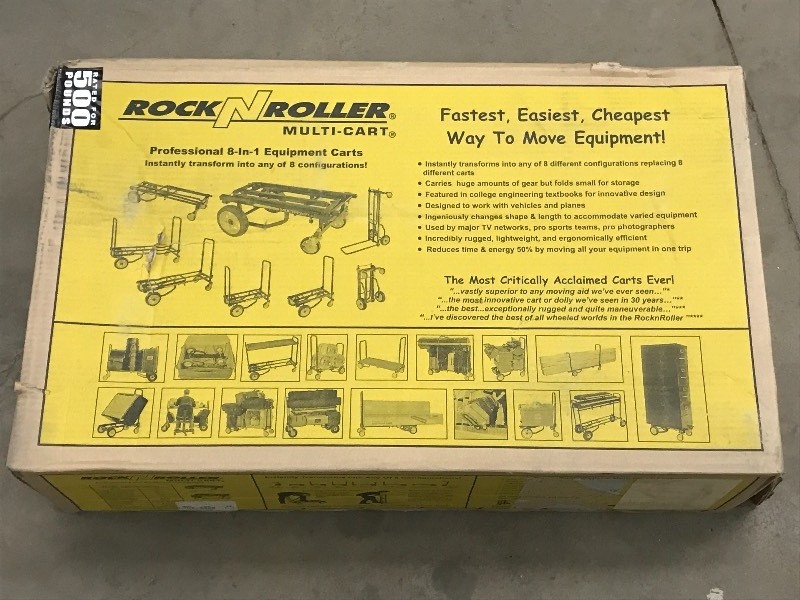 RATED FOR
500
POUNDS
ROCK N ROLLER®
MULTI-CART®
Professional 8-In-1 Equipment Carts
Instantly transform into any of 8 configurations!
Fastest, Easiest, Cheapest
Way To Move Equipment!
• Instantly transforms into any of 8 different configurations replacing 8
different carts
• Carries huge amounts of gear but folds small for storage
• Featured in college engineering textbooks for innovative design
• Designed to work with vehicles and planes
• Ingeniously changes shape & length to accommodate varied equipment
• Used by major TV networks, pro sports teams, pro photographers
• Incredibly rugged, lightweight, and ergonomically efficient
• Reduces time & energy 50% by moving all your equipment in one trip
The Most Critically Acclaimed Carts Ever!
"...vastly superior to any moving aid we've ever seen..."*
"...the most innovative cart or dolly we've seen in 30 years..."**
"...the best...exceptionally rugged and quite maneuverable..."***
"...I've discovered the best of all wheeled worlds in the RocknRoller "****
ROCK N ROLLER